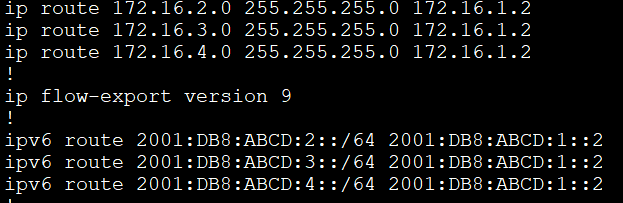 ip route 172.16.2.0 255.255.255.0 172.16.1.2
ip route 172.16.3.0 255.255.255.0 172.16.1.2
ip route 172.16.4.0 255.255.255.0 172.16.1.2
!
ip flow-export version 9
!
ipv6 route 2001:DB8:ABCD:2::/64 2001:DB8:ABCD:1::2
ipv6 route 2001:DB8:ABCD:3::/64 2001:DB8:ABCD:1::2
ipv6 route 2001:DB8:ABCD:4::/64 2001:DB8:ABCD:1::2
!